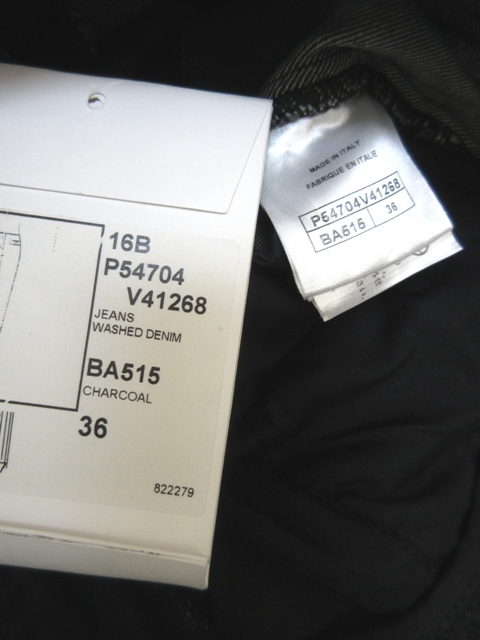 16B
P54704
V41268
JEANS
WASHED DENIM
BA515
CHARCOAL
36
822279
MADE IN ITALY
FABRIQUE EN ITALIE
P54704V41268
BA515 36